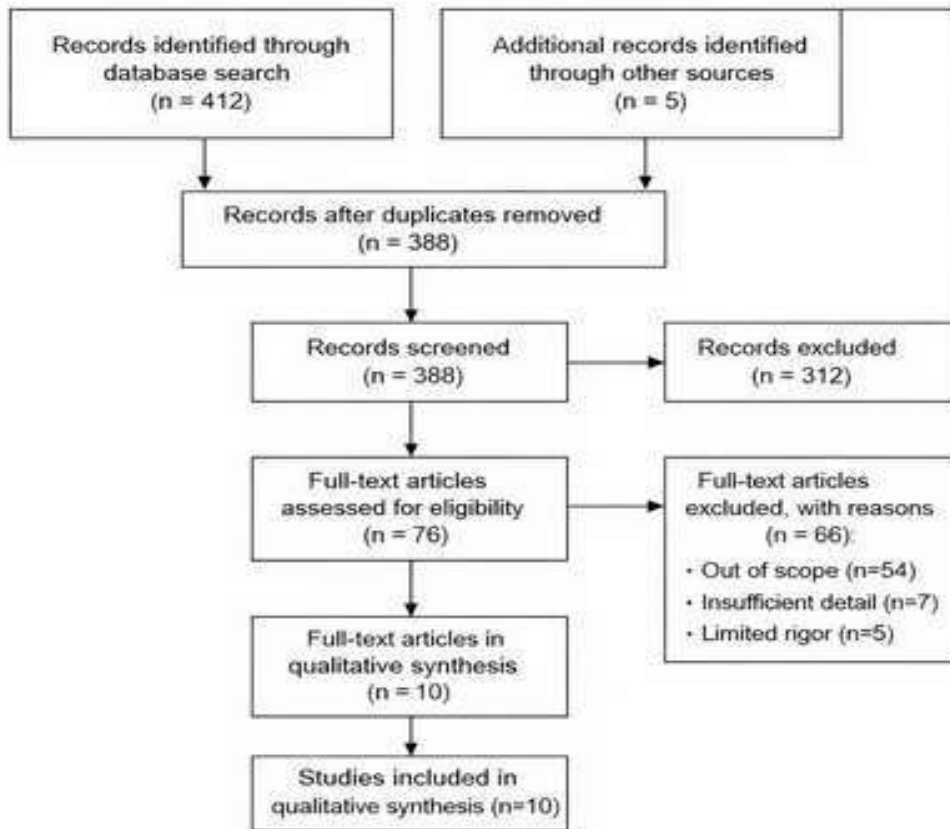 Records identified through
database search
(n = 412)
Additional records identified
through other sources
(n = 5)
Records after duplicates removed
(n = 388)
Records screened
(n = 388)
Records excluded
(n = 312)
Full-text articles
assessed for eligibility
(n = 76)
Full-text articles
excluded, with reasons
(n = 66):
• Out of scope (n=54)
• Insufficient detail (n=7)
• Limited rigor (n=5)
Full-text articles in
qualitative synthesis
(n = 10)
Studies included in
qualitative synthesis (n=10)